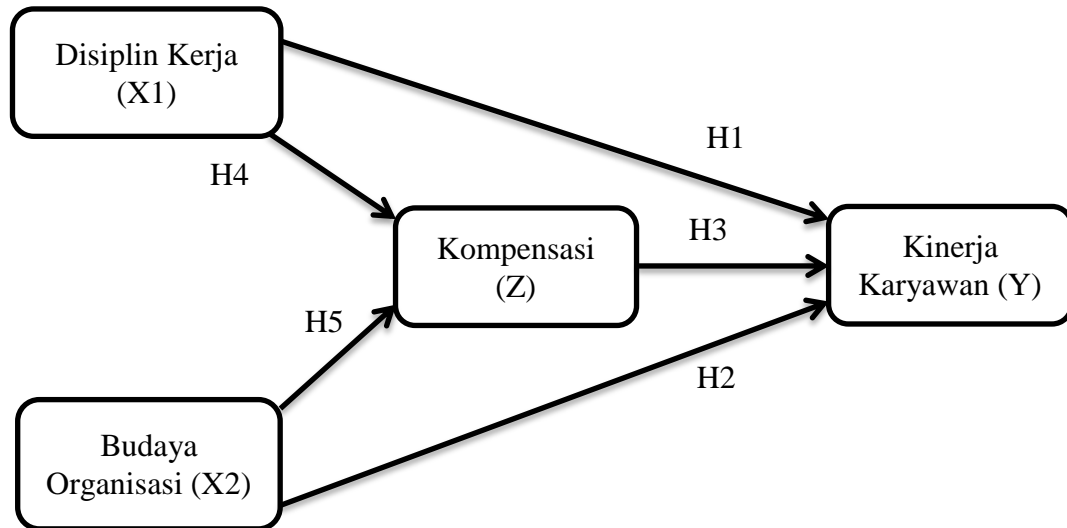 Disiplin Kerja
(X1)
H1
H4
Kompensasi
(Z)
H3
Kinerja
Karyawan (Y)
H5
H2
Budaya
Organisasi (X2)